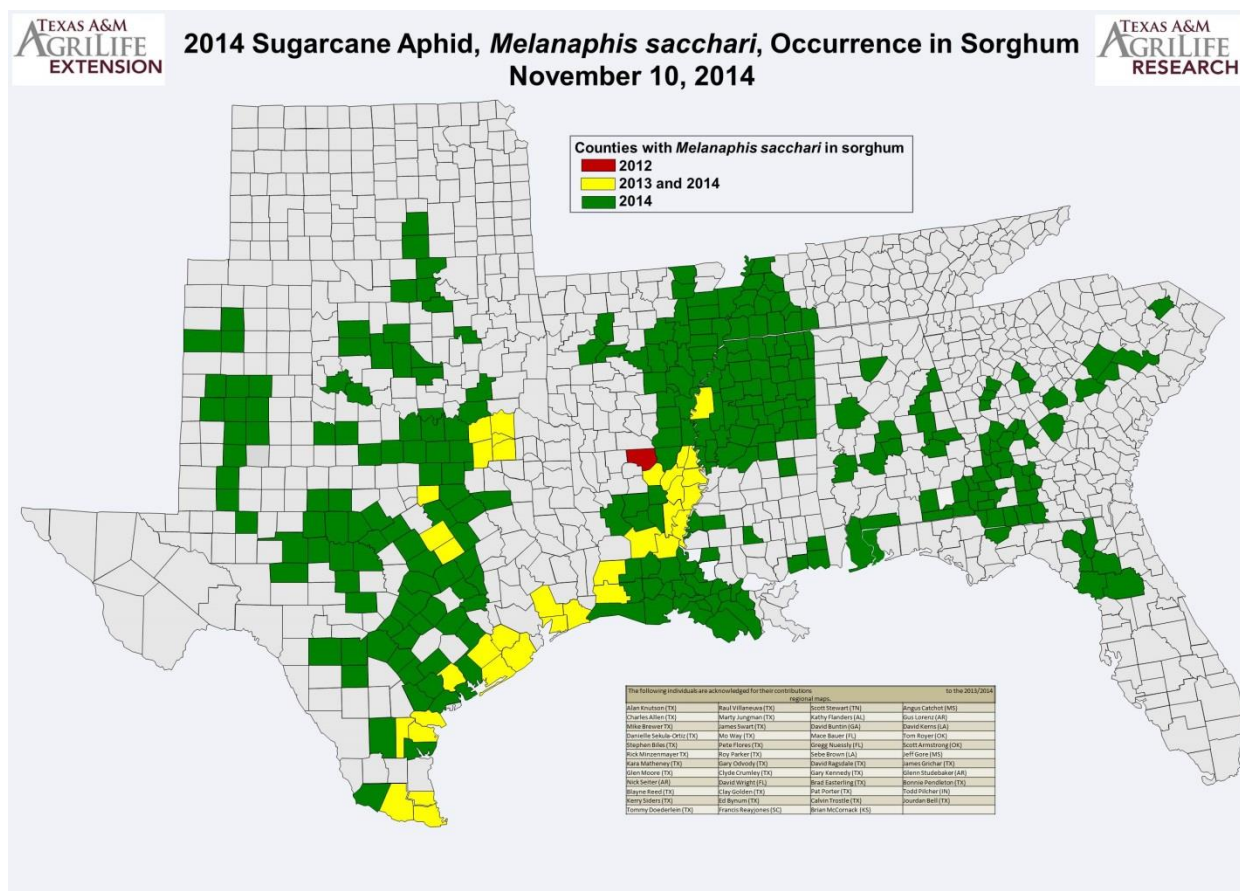 TEXAS A&M
AGRILIFE
EXTENSION
2014 Sugarcane Aphid, Melanaphis sacchari, Occurrence in Sorghum
November 10, 2014
TEXAS A&M
AGRILIFE
RESEARCH
Counties with Melanaphis sacchari in sorghum
2012
2013 and 2014
2014
The following individuals are acknowledged for their contributions to the 2013/2014
regional maps.
Alan Knutson (TX) Raul Villanueva (TX) Scott Stewart (TN) Angus Catchot (MS)
Charles Allen (TX) Marty Jungman (TX) Kathy Flanders (AL) Gus Lorenz (AR)
Mike Brewer TX) James Swart (TX) David Buntin (GA) David Kerns (LA)
Danielle Sekula-Ortiz (TX) Mo Way (TX) Mace Bauer (FL) Tom Royer (OK)
Stephen Biles (TX) Pete Flores (TX) Gregg Nuessly (FL) Scott Armstrong (OK)
Rick Minzenmayer TX) Roy Parker (TX) Sebe Brown (LA) Jeff Gore (MS)
Kara Matheney (TX) Gary Odvody (TX) David Ragsdale (TX) James Grichar (TX)
Glen Moore (TX) Clyde Crumley (TX) Gary Kennedy (TX) Glenn Studebaker (AR)
Nick Seiter (AR) David Wright (FL) Brad Easterling (TX) Bonnie Pendleton (TX)
Blayne Reed (TX) Clay Golden (TX) Pat Porter (TX) Todd Pilcher (IN)
Kerry Siders (TX) Ed Bynum (TX) Calvin Trostle (TX) Jourdan Bell (TX)
Tommy Doederlein (TX) Francis Reayjones (SC) Brian McCornack (KS)